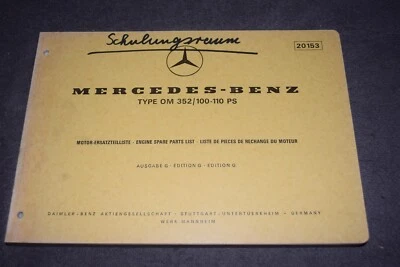 Schulungsraum
20153
MERCEDES-BENZ
TYPE OM 352/100-110 PS
MOTOR-ERSATZTEILLISTE · ENGINE SPARE PARTS LIST · LISTE DE PIECES DE RECHANGE DU MOTEUR
AUSGABE G · EDITION G · EDITION G
DAIMLER-BENZ AKTIENGESELLSCHAFT · STUTTGART-UNTERTUERKHEIM · GERMANY
WERK MANNHEIM